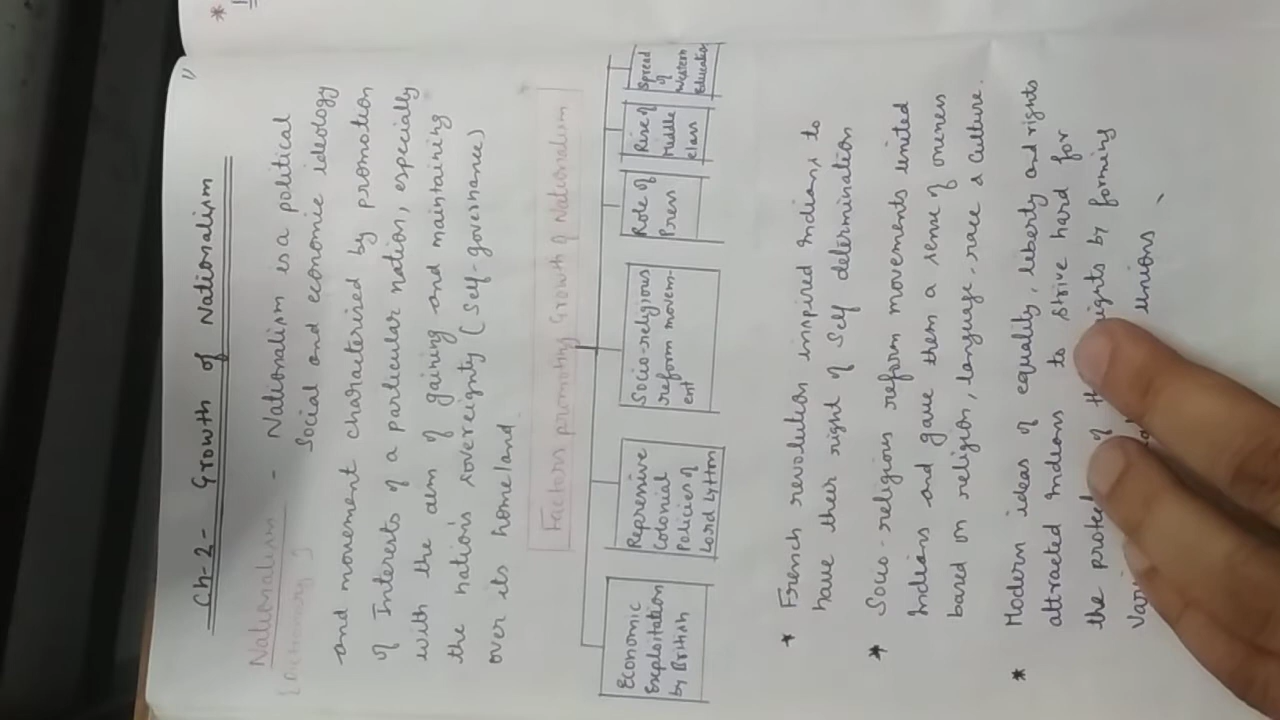 1)
Ch-2- Growth of Nationalism
Nationalism - Nationalism is a political
[Dictionary] Social and economic ideology
and movement characterised by promotion
of Interests of a particular nation, especially
with the aim of gaining and maintaining
the nation's sovereignty (Self-governance)
over its homeland.
Factors promoting Growth of Nationalism
Economic
Exploitation
by British
Repressive
Colonial
Policies of
Lord Lytton
Socio-religious
reform movem-
ent
Role of
Press
Rise of
Middle
class
Spread
of
Western
Education
* French revolution inspired Indians to
have their right of Self determination
* Socio-religious reform movements united
Indians and gave them a sense of oneness
based on religion, language, race & culture.
* Modern ideas of equality, liberty and rights
attracted Indians to strive hard for
the of by forming
unions